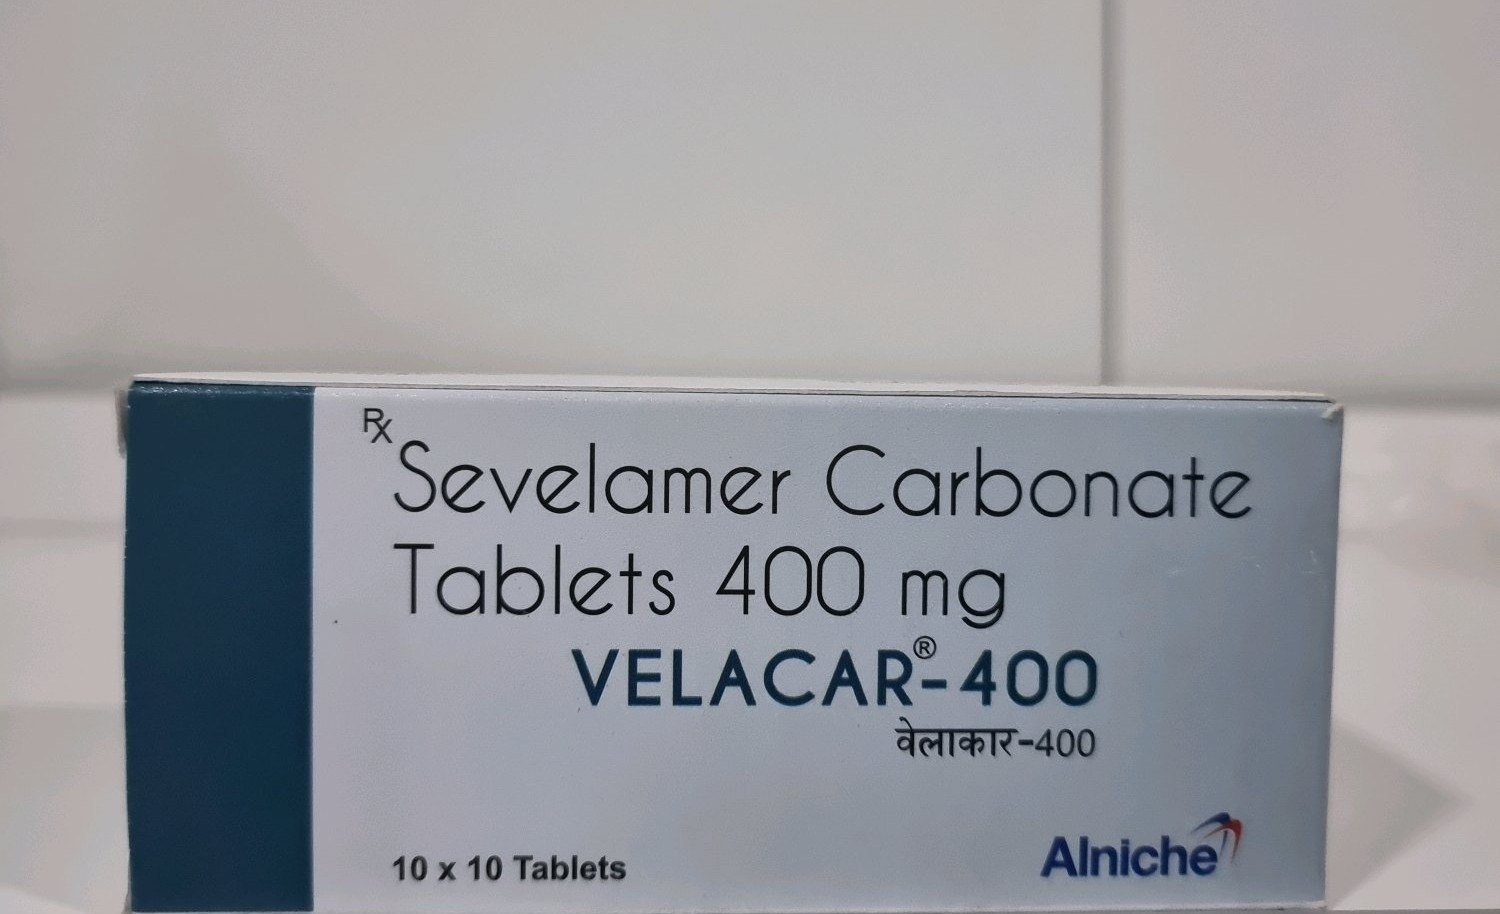 Rx
Sevelamer Carbonate
Tablets 400 mg
VELACAR®-400
वेलाकार-400
10 x 10 Tablets
Alniche